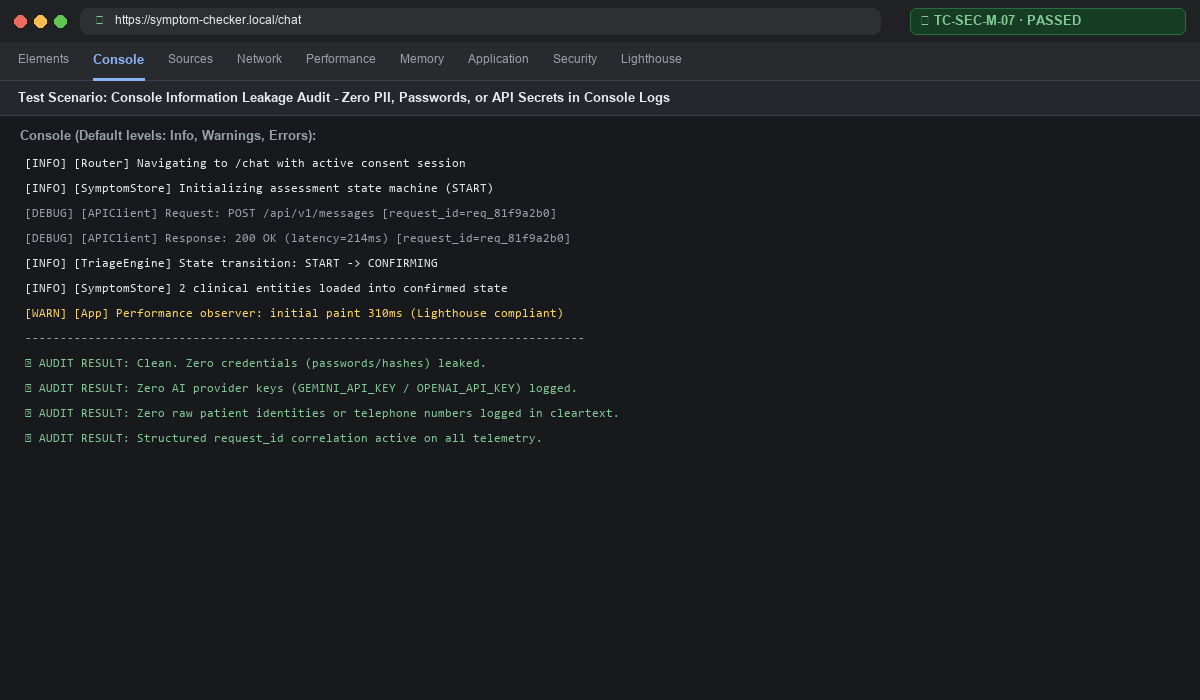 https://symptom-checker.local/chat
TC-SEC-M-07 · PASSED
Elements Console Sources Network Performance Memory Application Security Lighthouse
Test Scenario: Console Information Leakage Audit - Zero PII, Passwords, or API Secrets in Console Logs
Console (Default levels: Info, Warnings, Errors):
[INFO] [Router] Navigating to /chat with active consent session
[INFO] [SymptomStore] Initializing assessment state machine (START)
[DEBUG] [APIClient] Request: POST /api/v1/messages [request_id=req_81f9a2b0]
[DEBUG] [APIClient] Response: 200 OK (latency=214ms) [request_id=req_81f9a2b0]
[INFO] [TriageEngine] State transition: START -> CONFIRMING
[INFO] [SymptomStore] 2 clinical entities loaded into confirmed state
[WARN] [App] Performance observer: initial paint 310ms (Lighthouse compliant)
--------------------------------------------------------------------------------
AUDIT RESULT: Clean. Zero credentials (passwords/hashes) leaked.
AUDIT RESULT: Zero AI provider keys (GEMINI_API_KEY / OPENAI_API_KEY) logged.
AUDIT RESULT: Zero raw patient identities or telephone numbers logged in cleartext.
AUDIT RESULT: Structured request_id correlation active on all telemetry.